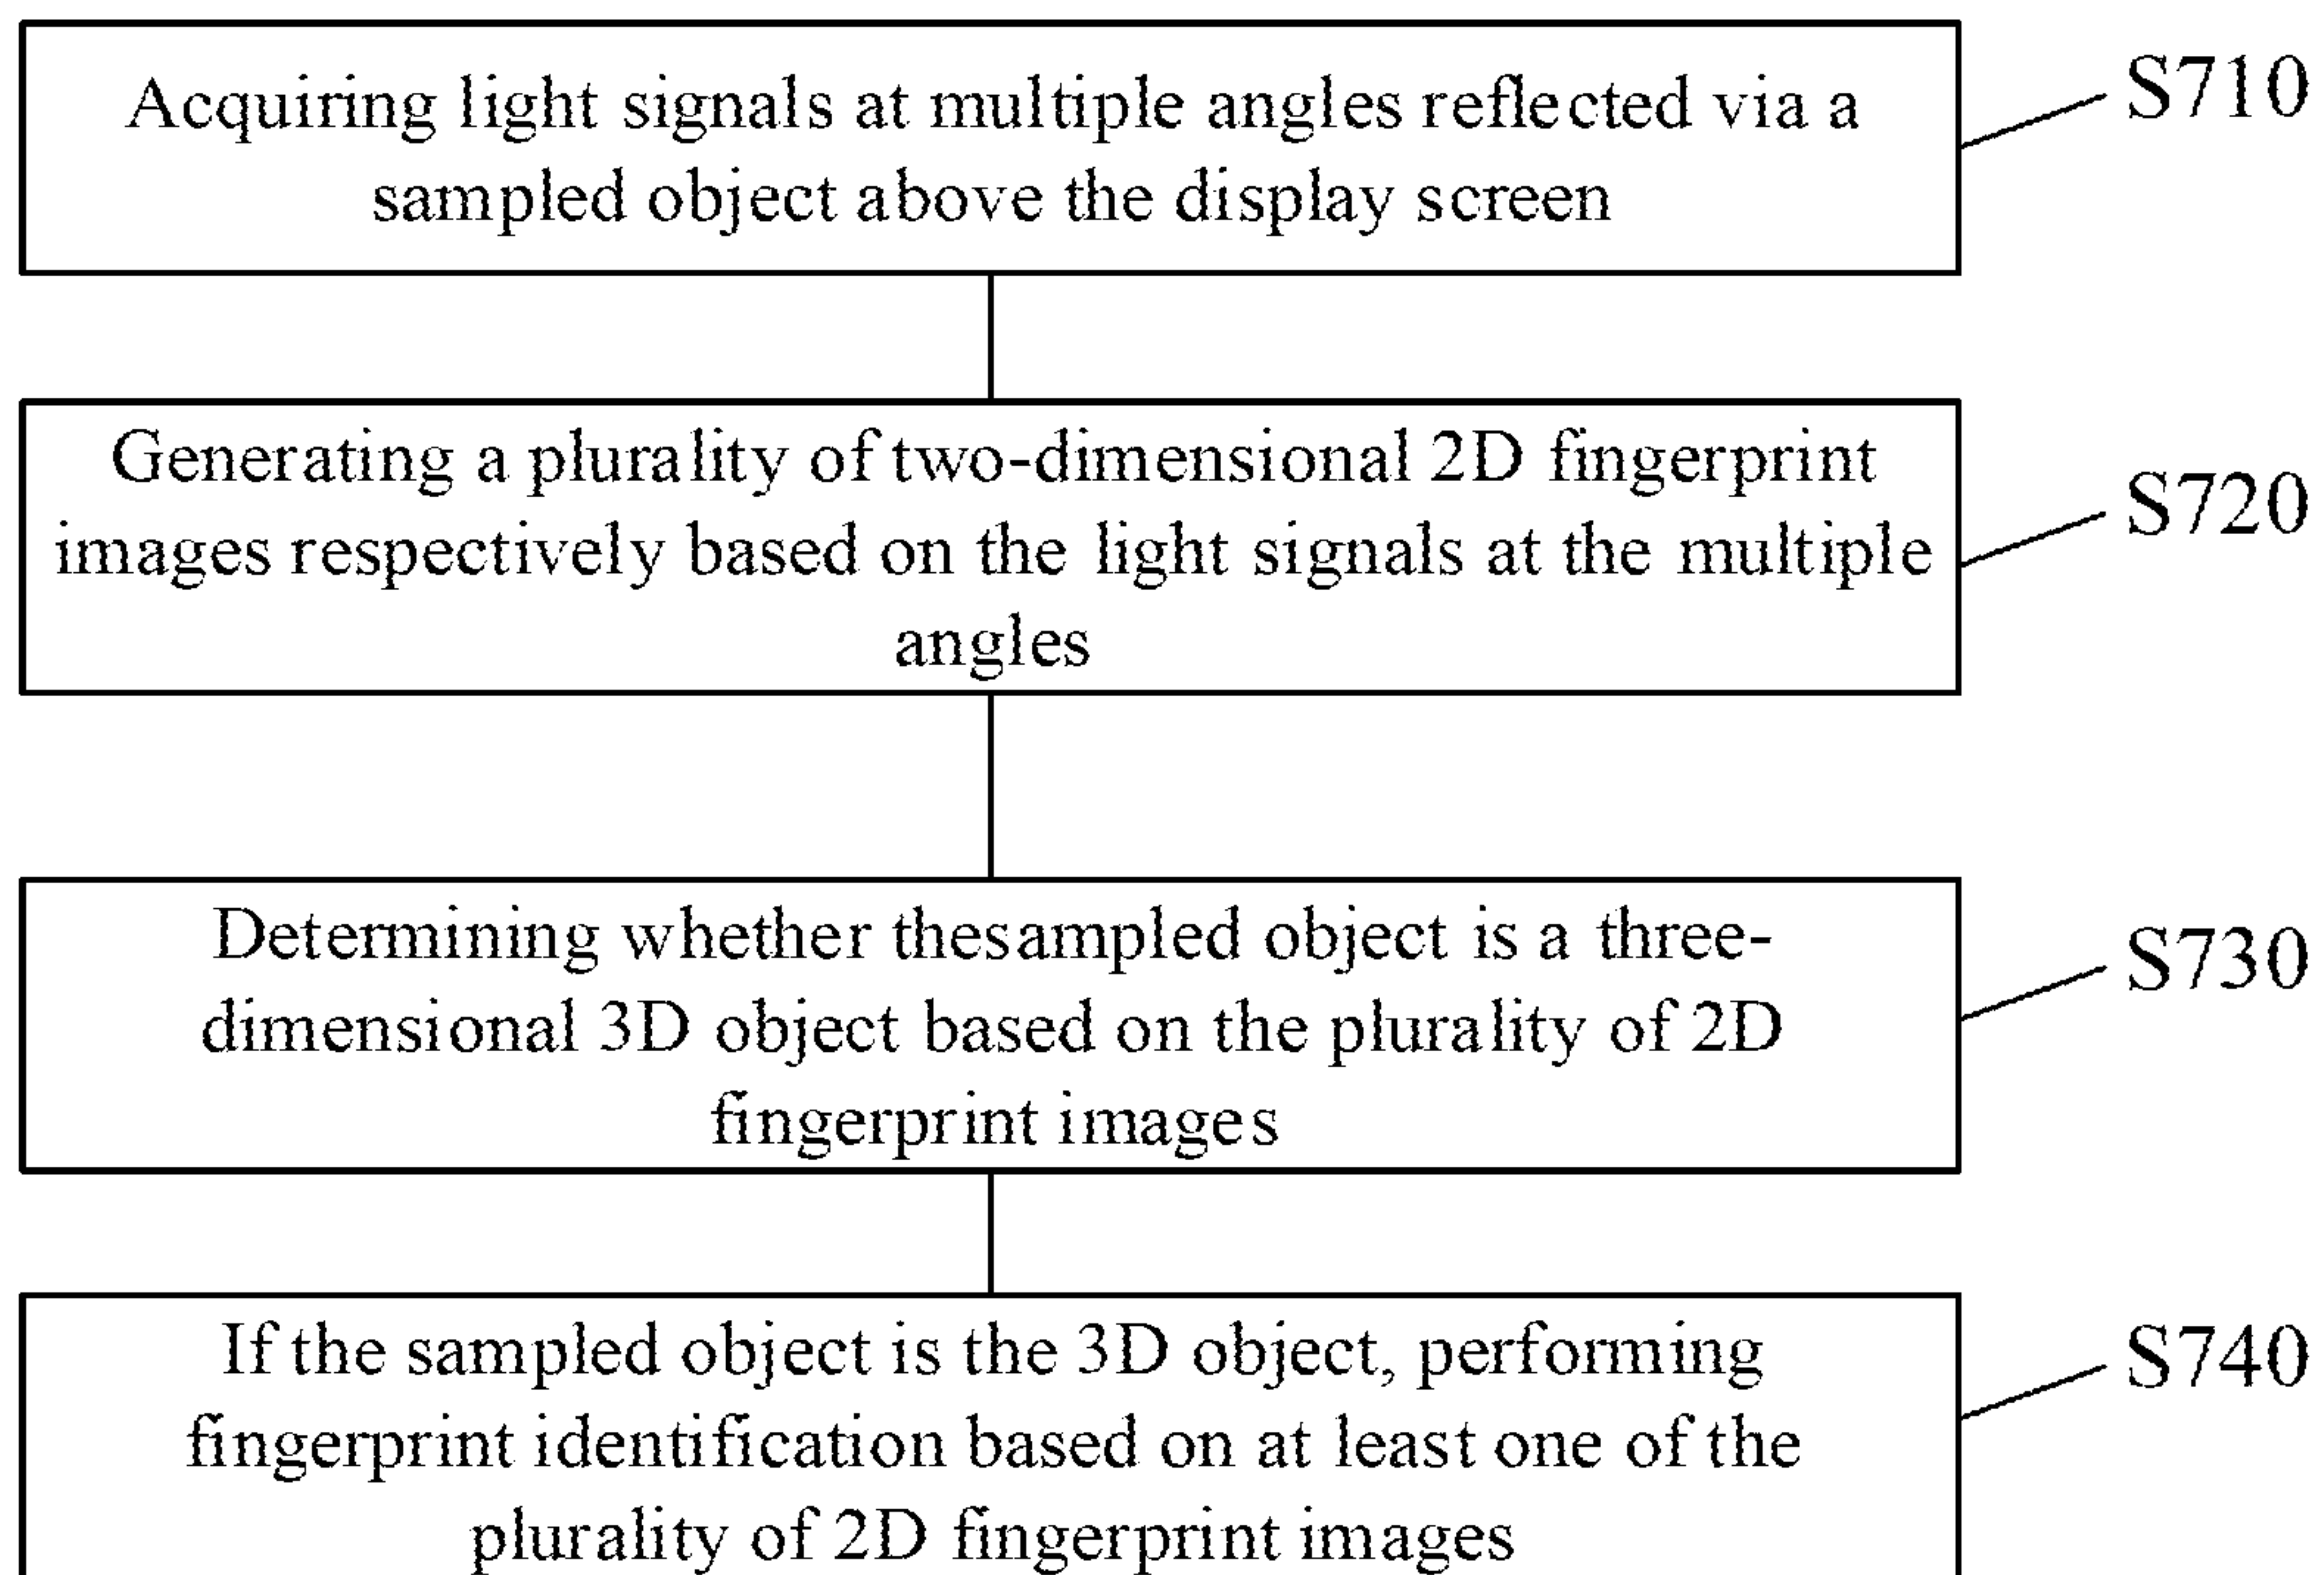 Acquiring light signals at multiple angles reflected via a
sampled object above the display screen
S710
Generating a plurality of two-dimensional 2D fingerprint
images respectively based on the light signals at the multiple
angles
S720
Determining whether thesampled object is a three-
dimensional 3D object based on the plurality of 2D
fingerprint images
S730
If the sampled object is the 3D object, performing
fingerprint identification based on at least one of the
plurality of 2D fingerprint images
S740